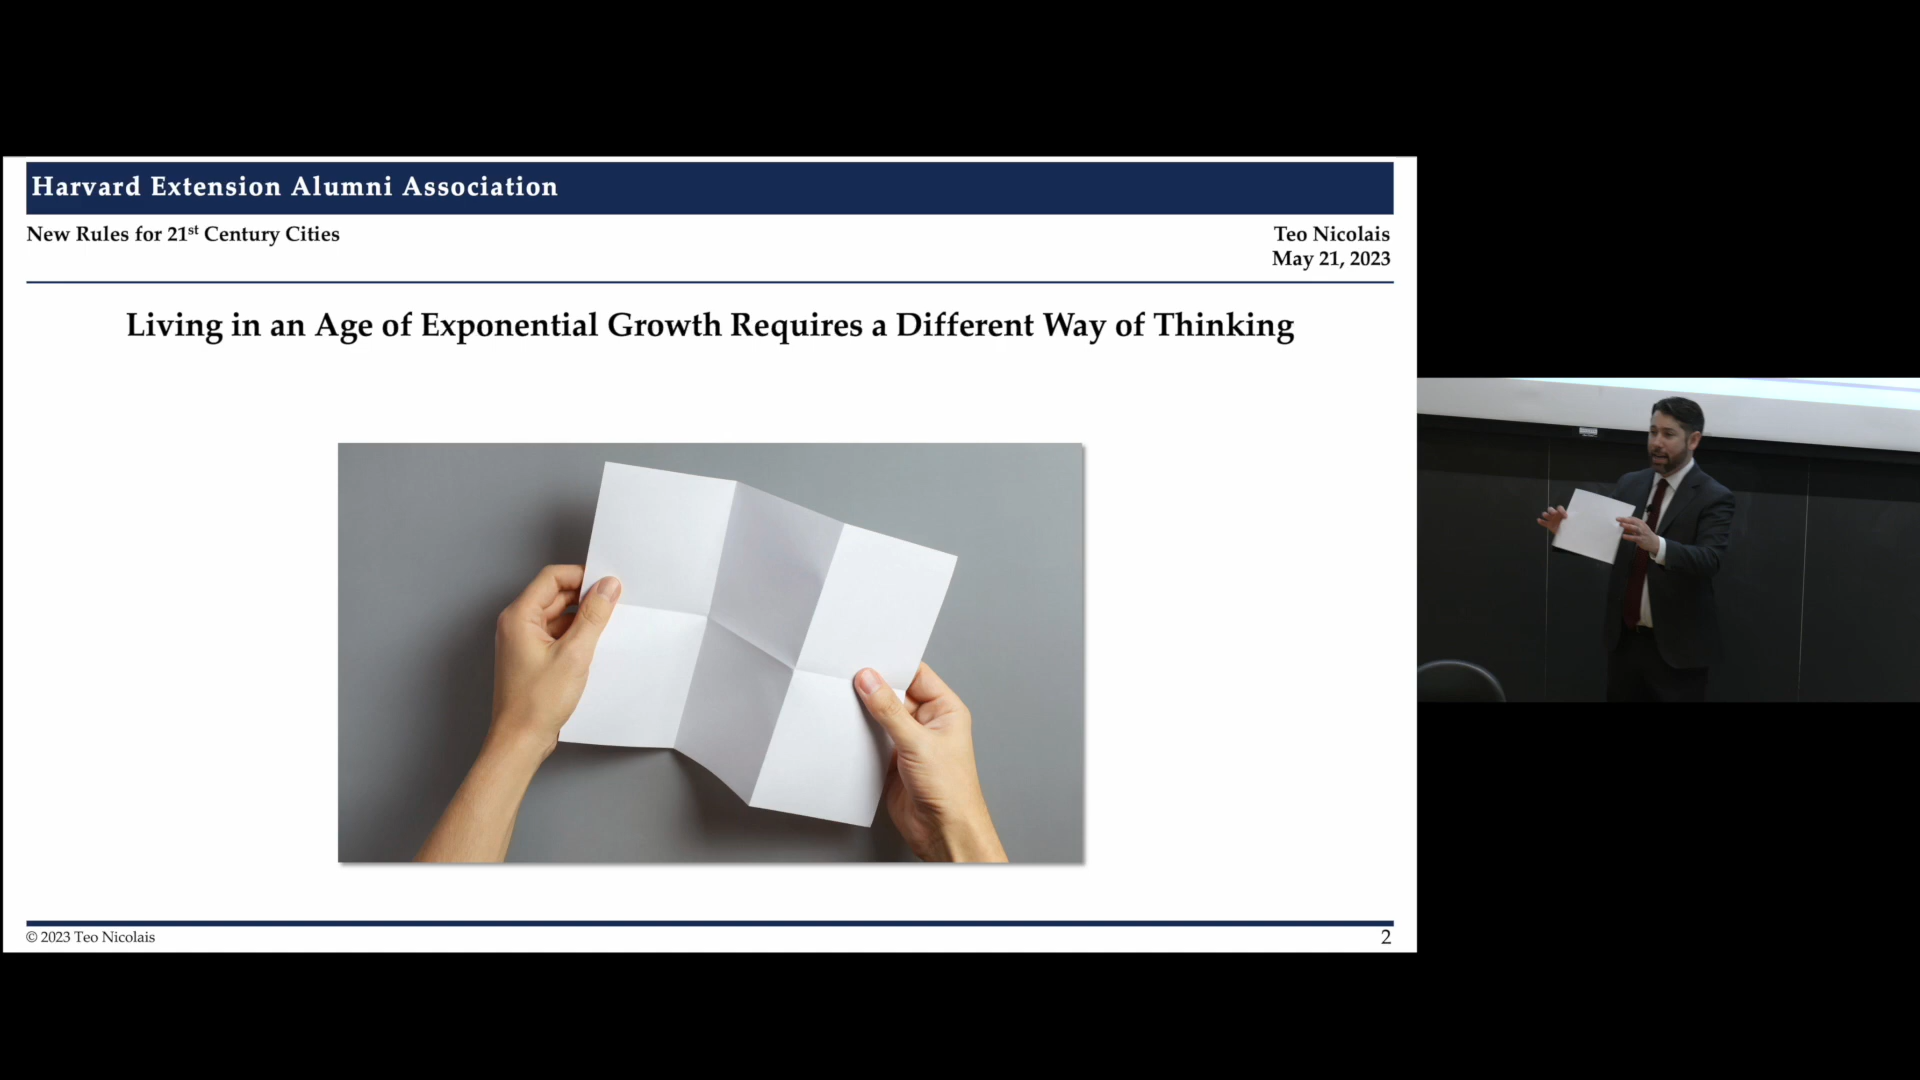 Harvard Extension Alumni Association
New Rules for 21st Century Cities
Teo Nicolais
May 21, 2023
Living in an Age of Exponential Growth Requires a Different Way of Thinking
© 2023 Teo Nicolais
2